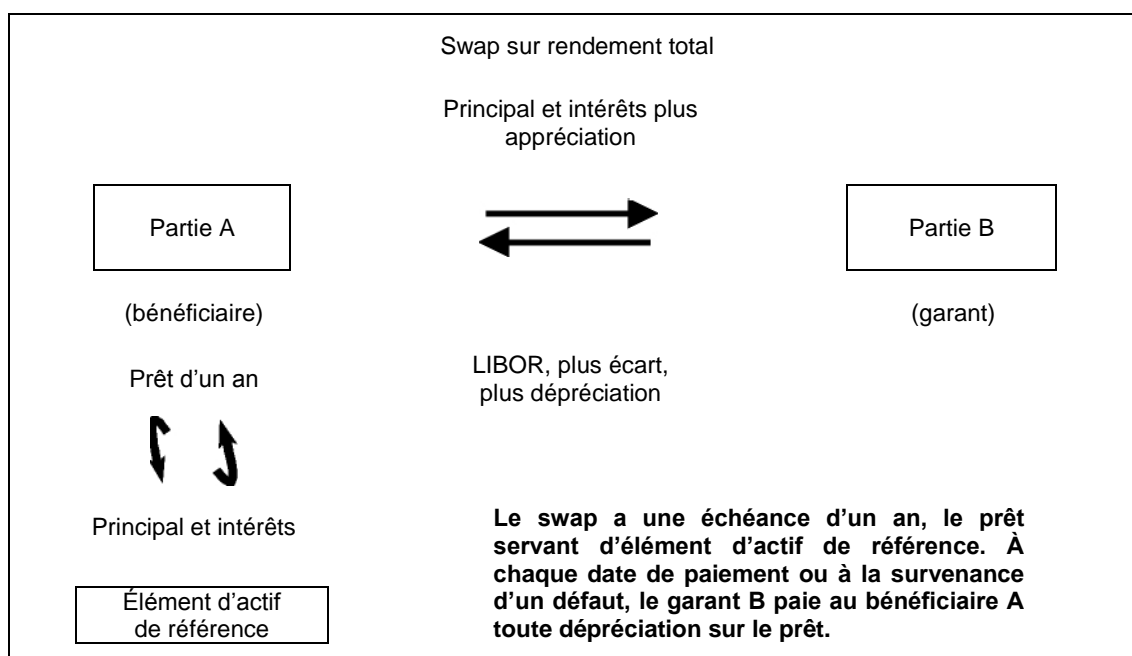 Swap sur rendement total
Principal et intérêts plus
appréciation
Partie A
Partie B
(bénéficiaire)
(garant)
Prêt d'un an
LIBOR, plus écart,
plus dépréciation
Principal et intérêts
Élément d'actif
de référence
Le swap a une échéance d'un an, le prêt
servant d'élément d'actif de référence. À
chaque date de paiement ou à la survenance
d'un défaut, le garant B paie au bénéficiaire A
toute dépréciation sur le prêt.